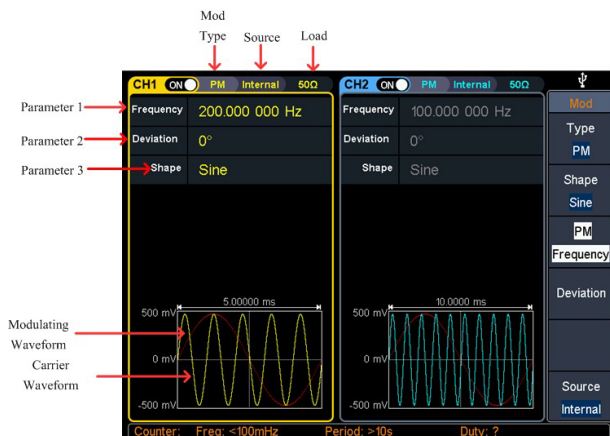 Mod
Type Source Load
CH1 ON PM Internal 50Ω
CH2 ON PM Internal 50Ω
Parameter 1
Frequency 200.000 000 Hz
Frequency 100.000 000 Hz
Mod
Parameter 2
Deviation 0°
Deviation 0°
Type
PM
Parameter 3
Shape Sine
Shape Sine
Shape
Sine
PM
Frequency
Deviation
5.00000 ms
10.0000 ms
500 mV
500 mV
Modulating
Waveform
0 mV
0 mV
Carrier
Waveform
-500 mV
-500 mV
Source
Internal
Counter: Freq: <100mHz Period: >10s Duty: ?